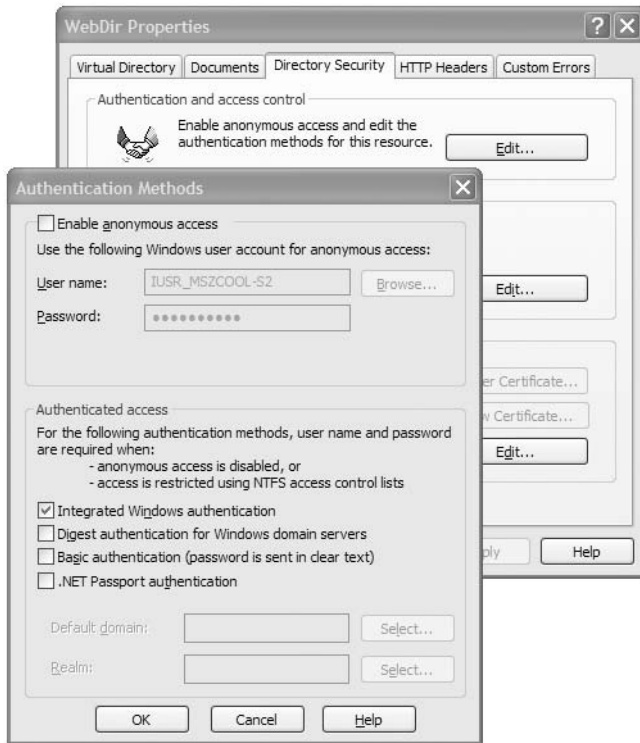 WebDir Properties
Virtual Directory Documents Directory Security HTTP Headers Custom Errors
Authentication and access control
Enable anonymous access and edit the
authentication methods for this resource.
Edit...
Edit...
er Certificate...
w Certificate...
Edit...
ply Help
Authentication Methods
Enable anonymous access
Use the following Windows user account for anonymous access:
User name: IUSR_MSZCOOL-S2 Browse...
Password: ••••••••••
Authenticated access
For the following authentication methods, user name and password
are required when:
- anonymous access is disabled, or
- access is restricted using NTFS access control lists
Integrated Windows authentication
Digest authentication for Windows domain servers
Basic authentication (password is sent in clear text)
.NET Passport authentication
Default domain: Select...
Realm: Select...
OK Cancel Help